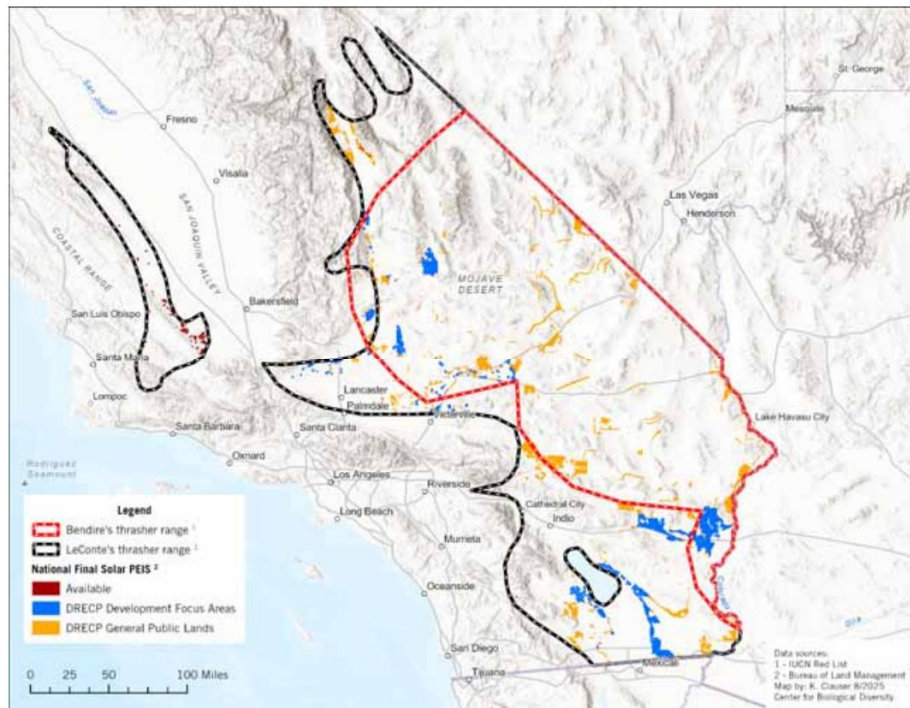 St. George
Mesquite
San Joaquin
Fresno
Visalia
Las Vegas
Henderson
SAN JOAQUIN VALLEY
COASTAL RANGE
MOJAVE
DESERT
Bakersfield
San Luis Obispo
Santa Maria
Lompoc
Lancaster
Palmdale
Victorville
Lake Havasu City
Santa Barbara
Santa Clarita
Oxnard
Rodriguez
Seamount
Los Angeles
Riverside
Long Beach
Cathedral City
Indio
Murrieta
Oceanside
Colorado
Gila
San Diego
Tijuana
Mexicali
Legend
Bendire's thrasher range 1
LeConte's thrasher range 1
National Final Solar PEIS 2
Available
DRECP Development Focus Areas
DRECP General Public Lands
0 25 50 100 Miles
Data sources:
1 - IUCN Red List
2 - Bureau of Land Management
Map by: K. Clauser 8/2025
Center for Biological Diversity